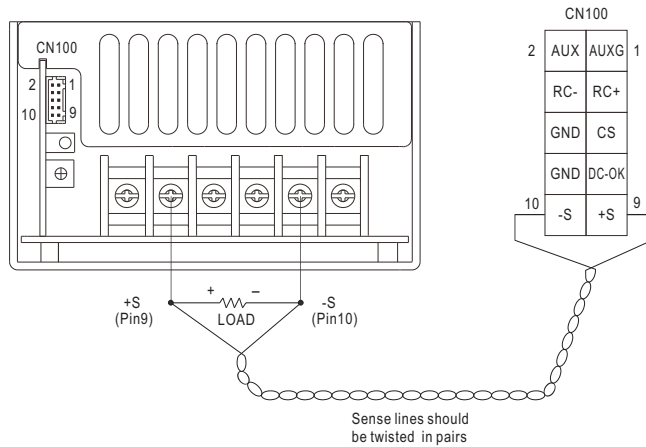 CN100
2 1
10 9
+S
(Pin9)
+ –
LOAD
-S
(Pin10)
CN100
2 AUX AUXG 1
RC- RC+
GND CS
GND DC-OK
10 -S +S 9
Sense lines should
be twisted in pairs